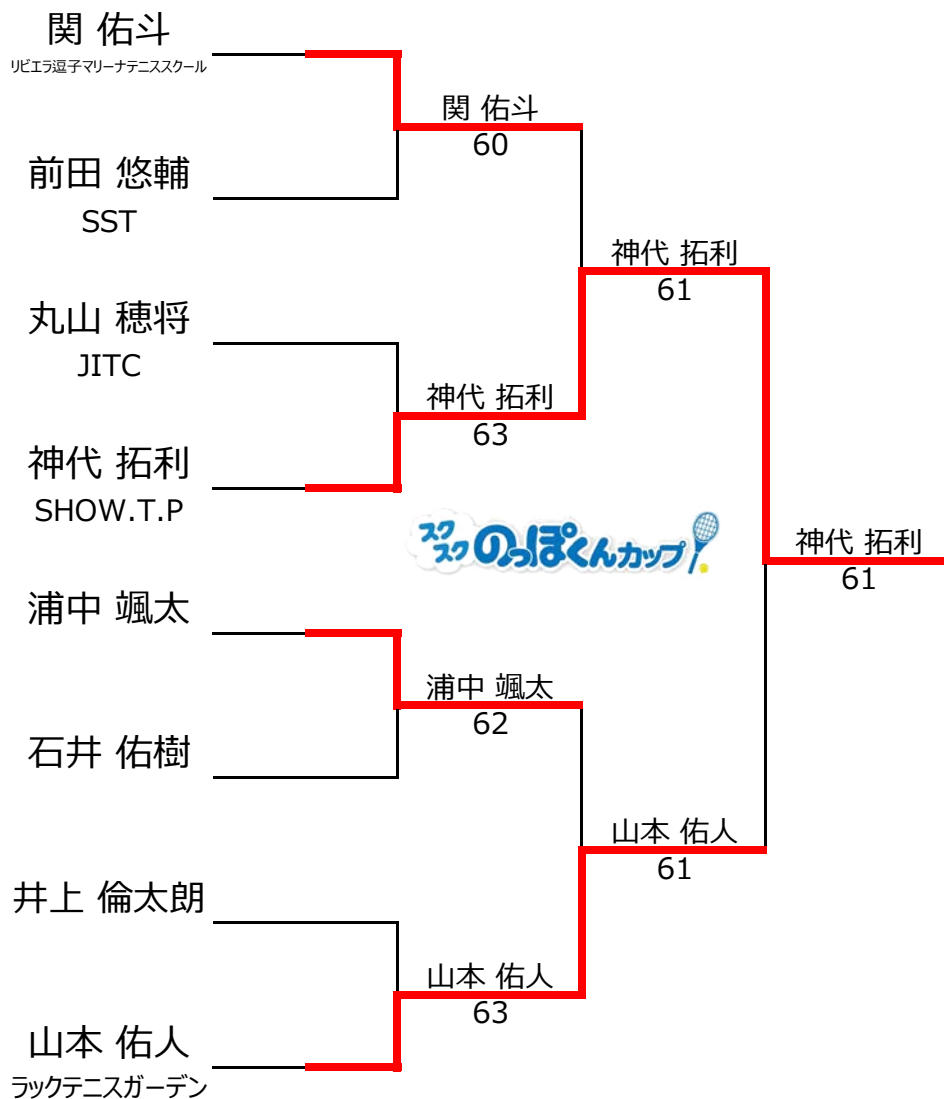 関 佑斗
リビエラ逗子マリーナテニススクール
関 佑斗
60
前田 悠輔
SST
神代 拓利
61
丸山 穂将
JITC
神代 拓利
63
神代 拓利
SHOW.T.P
スクスクのっぽくんカップ
神代 拓利
61
浦中 颯太
浦中 颯太
62
石井 佑樹
山本 佑人
61
井上 倫太朗
山本 佑人
63
山本 佑人
ラックテニスガーデン